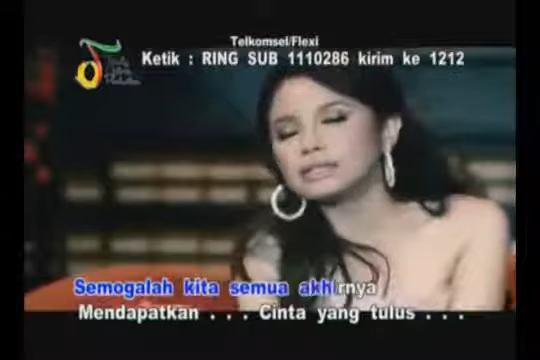 Telkomsel/Flexi
Ketik : RING SUB 1110286 kirim ke 1212
Semogalah kita semua akhirnya
Mendapatkan . . . Cinta yang tulus . . .